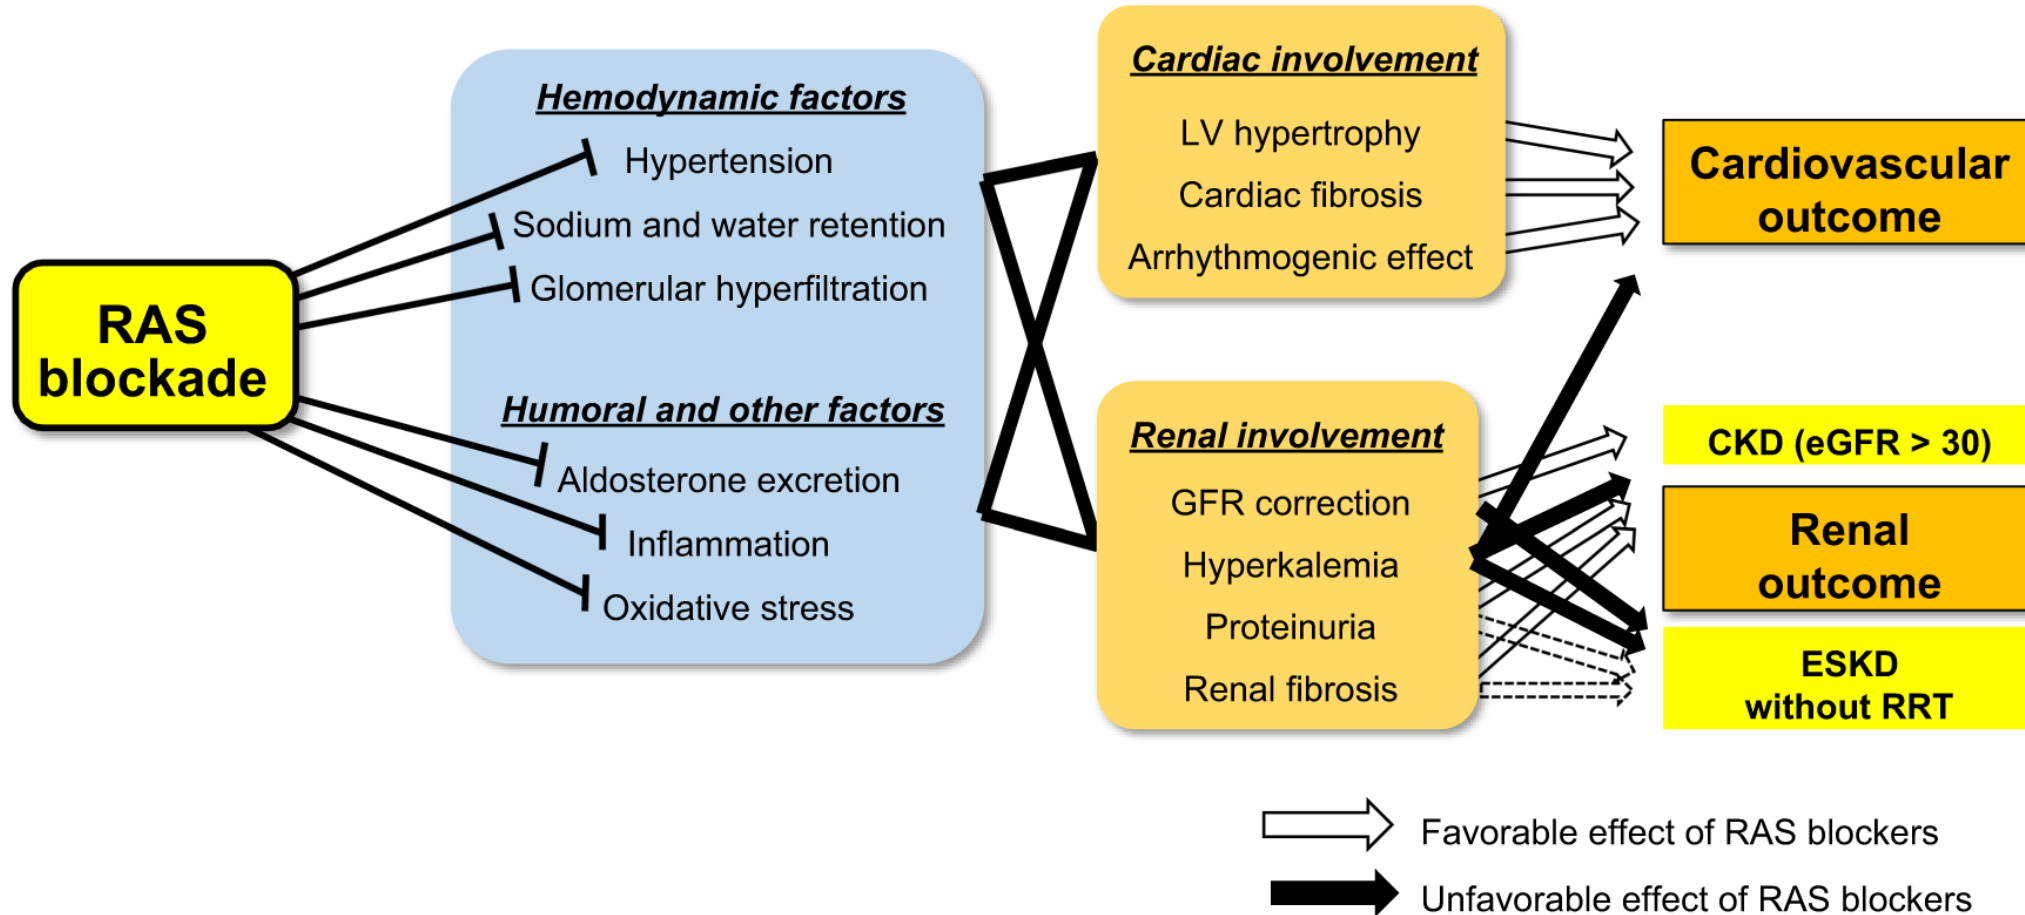 RAS
blockade
Hemodynamic factors
Hypertension
Sodium and water retention
Glomerular hyperfiltration
Humoral and other factors
Aldosterone excretion
Inflammation
Oxidative stress
Cardiac involvement
LV hypertrophy
Cardiac fibrosis
Arrhythmogenic effect
Renal involvement
GFR correction
Hyperkalemia
Proteinuria
Renal fibrosis
Cardiovascular
outcome
CKD (eGFR > 30)
Renal
outcome
ESKD
without RRT
Favorable effect of RAS blockers
Unfavorable effect of RAS blockers